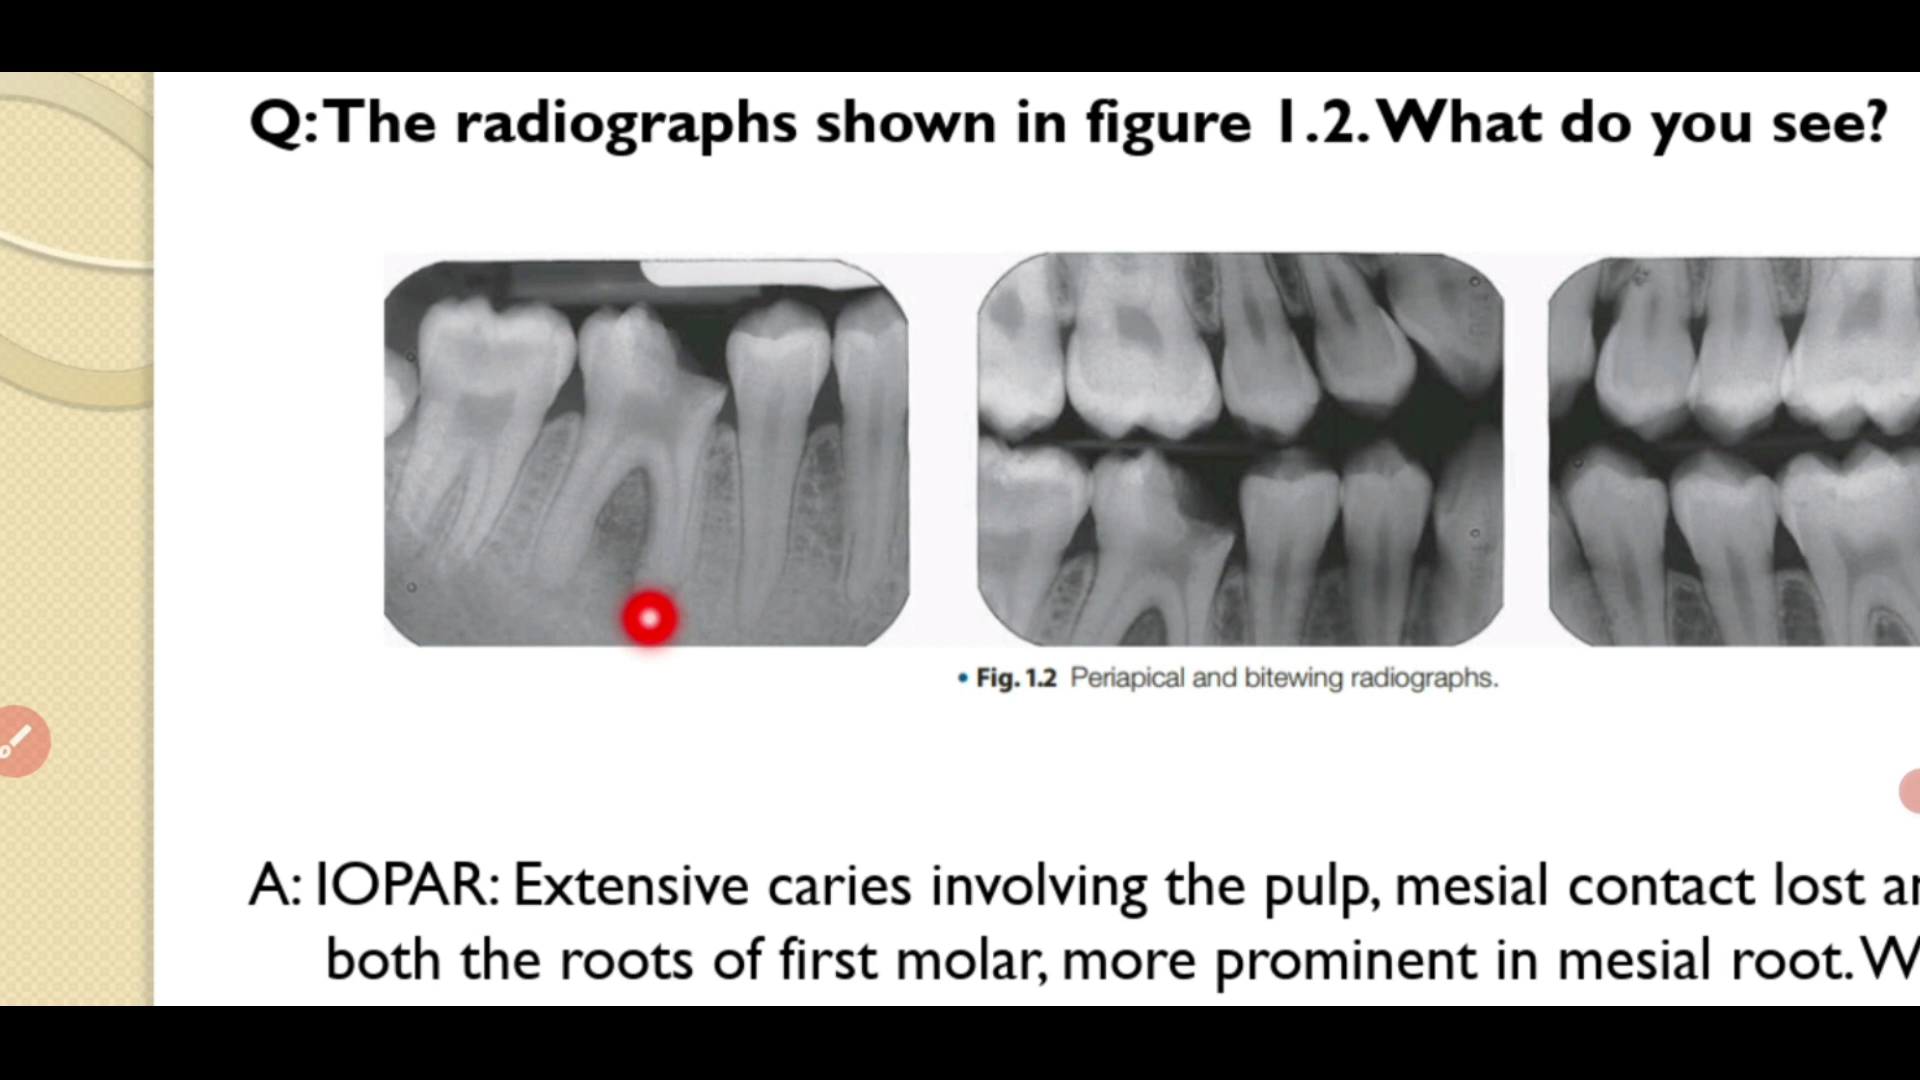 Q: The radiographs shown in figure 1.2. What do you see?
• Fig. 1.2 Periapical and bitewing radiographs.
A: IOPAR: Extensive caries involving the pulp, mesial contact lost
both the roots of first molar, more prominent in mesial root.